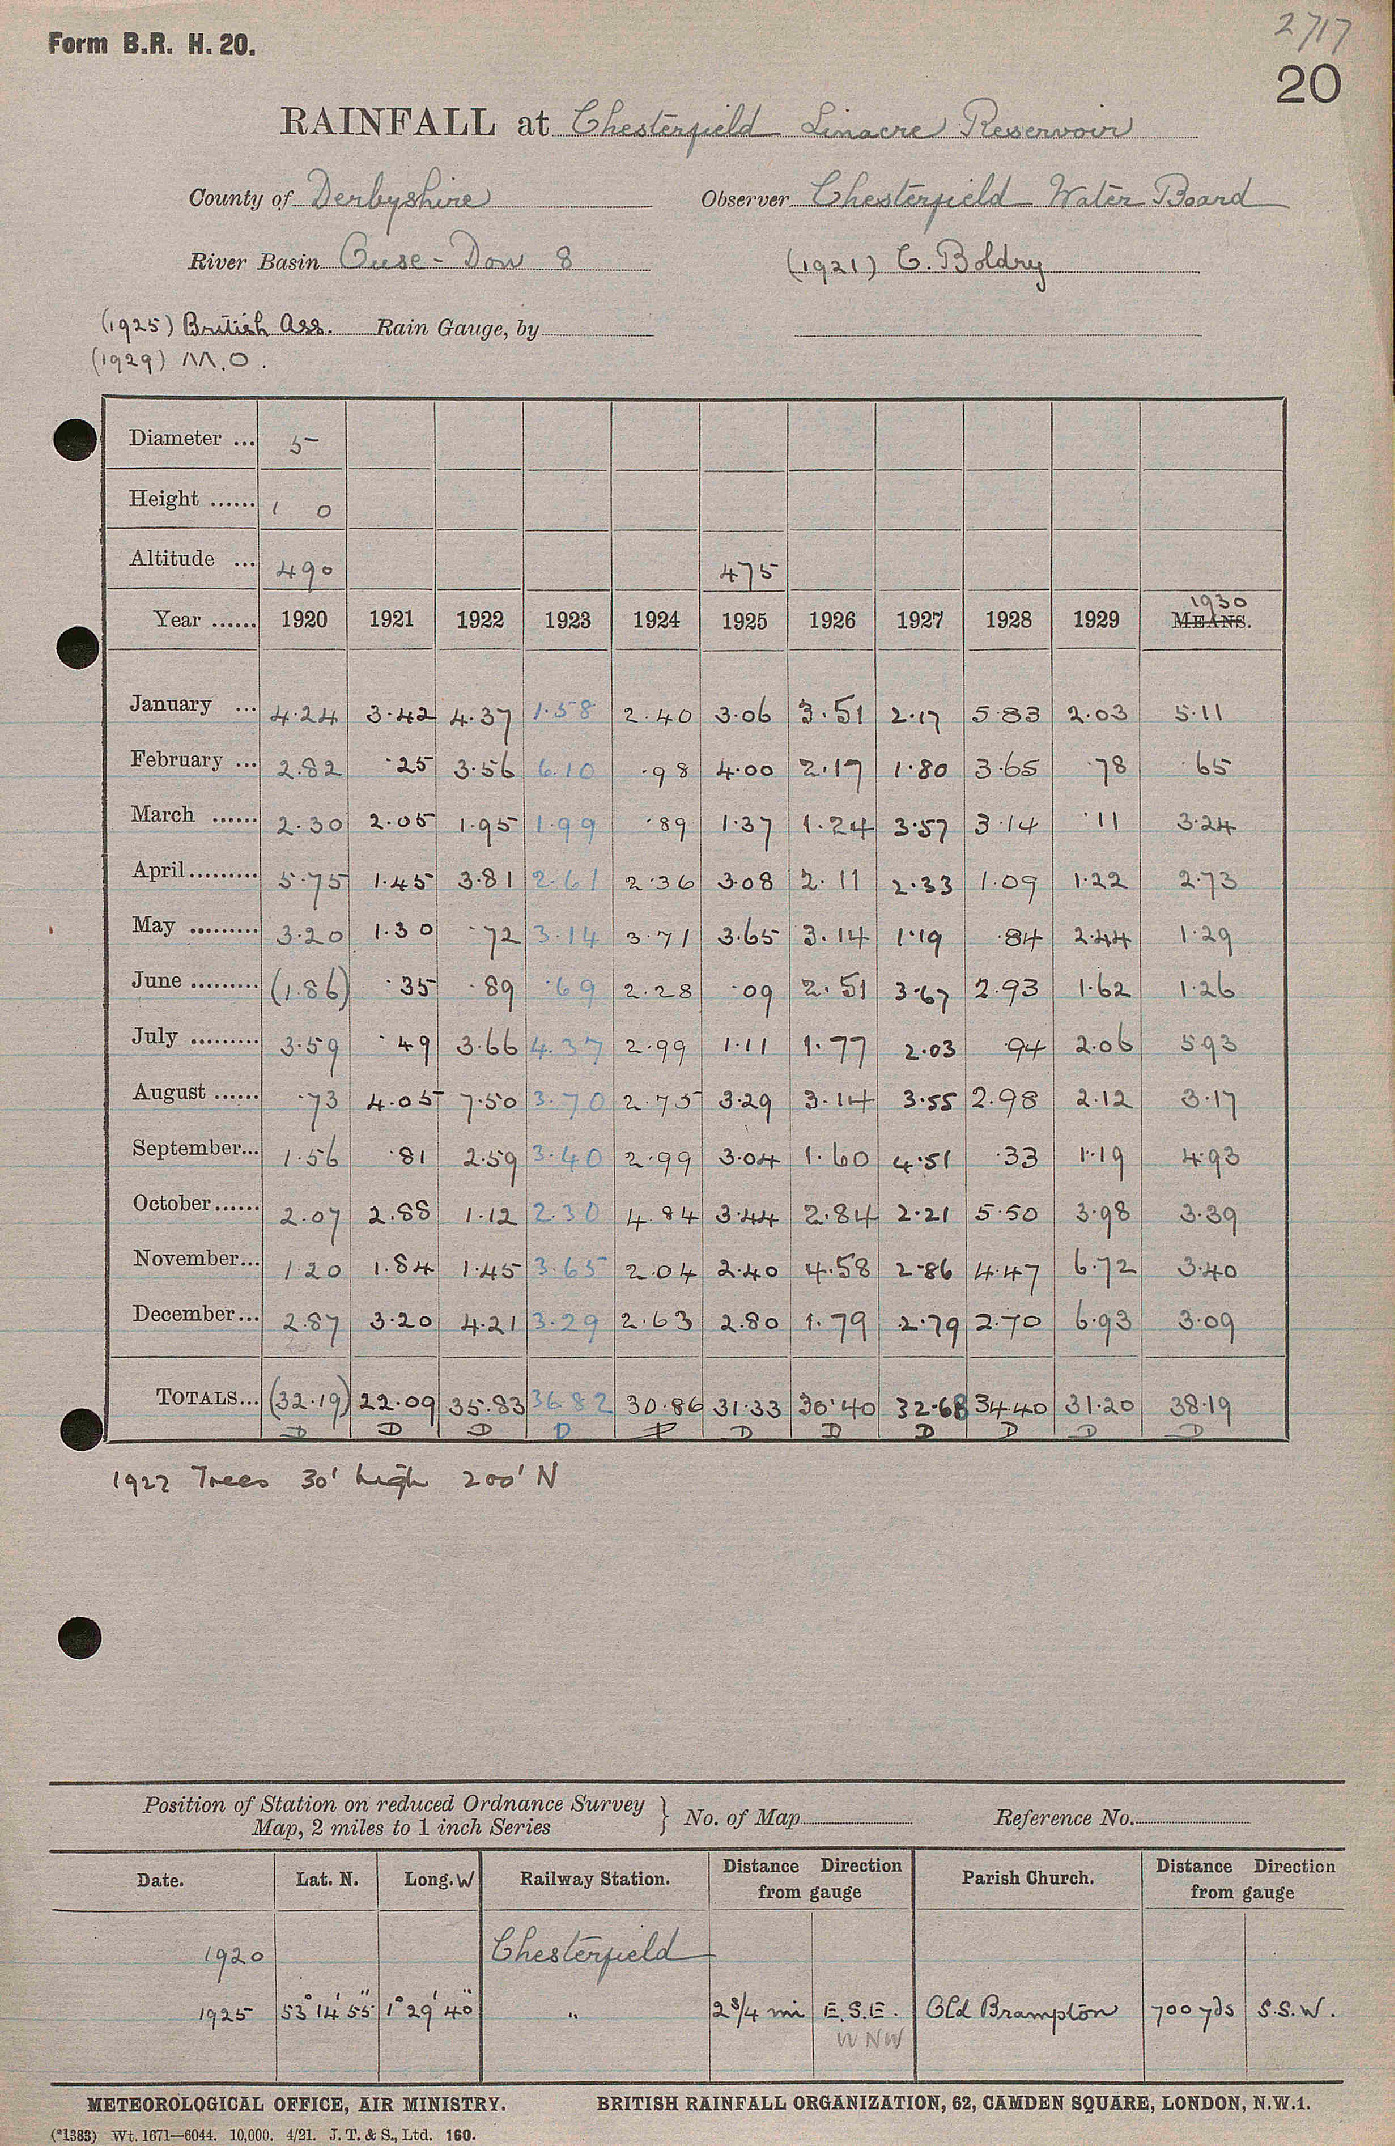 2717
Form B.R. H. 20.
20
RAINFALL at Chesterfield Linacre Reservoir
County of Derbyshire Observer Chesterfield Water Board
River Basin Ouse - Don 8 (1921) C. Boldry
(1925) British Ass. Rain Gauge, by
(1929) M.O.
Diameter ... 5
Height ...... 1 0
Altitude ... 490 475
1930
Year ...... 1920 1921 1922 1923 1924 1925 1926 1927 1928 1929 MEANS.
January ... 4.24 3.42 4.37 1.58 2.40 3.06 3.51 2.17 5.83 2.03 5.11
February ... 2.82 .25 3.56 6.10 .98 4.00 2.17 1.80 3.65 .78 .65
March ...... 2.30 2.05 1.95 1.99 .89 1.37 1.24 3.57 3.14 .11 3.24
April......... 5.75 1.45 3.81 2.61 2.36 3.08 2.11 2.33 1.09 1.22 2.73
May ......... 3.20 1.30 .72 3.14 3.71 3.65 3.14 1.19 .84 2.44 1.29
June ......... (1.86) .35 .89 .69 2.28 .09 2.51 3.67 2.93 1.62 1.26
July ......... 3.59 .49 3.66 4.37 2.99 1.11 1.77 2.03 .94 2.06 5.93
August ...... .73 4.05 7.50 3.70 2.75 3.29 3.14 3.55 2.98 2.12 3.17
September... 1.56 .81 2.59 3.40 2.99 3.04 1.60 4.51 .33 1.19 4.93
October...... 2.07 2.88 1.12 2.30 4.84 3.44 2.84 2.21 5.50 3.98 3.39
November... 1.20 1.84 1.45 3.65 2.04 2.40 4.58 2.86 4.47 6.72 3.40
December... 2.87 3.20 4.21 3.29 2.63 2.80 1.79 2.79 2.70 6.93 3.09
TOTALS... (32.19) 22.09 35.83 36.82 30.86 31.33 30.40 32.68 34.40 31.20 38.19
D D D D D D D D D D D
1922 Trees 30' high 200' N
Position of Station on reduced Ordnance Survey
Map, 2 miles to 1 inch Series } No. of Map Reference No.
Date. Lat. N. Long. W Railway Station. Distance from gauge Direction Parish Church. Distance from gauge Direction
1920 Chesterfield
1925 53° 14' 55" 1° 29' 40" " 2 3/4 mi E.S.E. Old Brampton 700 yds S.S.W.
WNW
METEOROLOGICAL OFFICE, AIR MINISTRY. BRITISH RAINFALL ORGANIZATION, 62, CAMDEN SQUARE, LONDON, N.W.1.
(*1383) Wt. 1671—6044. 10,000. 4/21. J. T. & S., Ltd. 160.